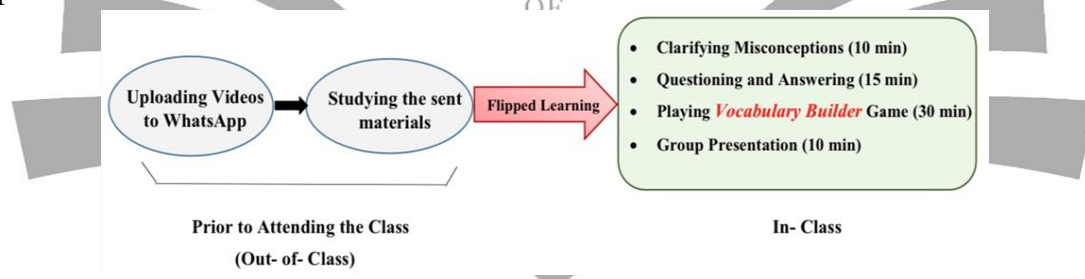 OF
Uploading Videos
to WhatsApp
Studying the sent
materials
Flipped Learning
• Clarifying Misconceptions (10 min)
• Questioning and Answering (15 min)
• Playing Vocabulary Builder Game (30 min)
• Group Presentation (10 min)
Prior to Attending the Class
(Out- of- Class)
In- Class